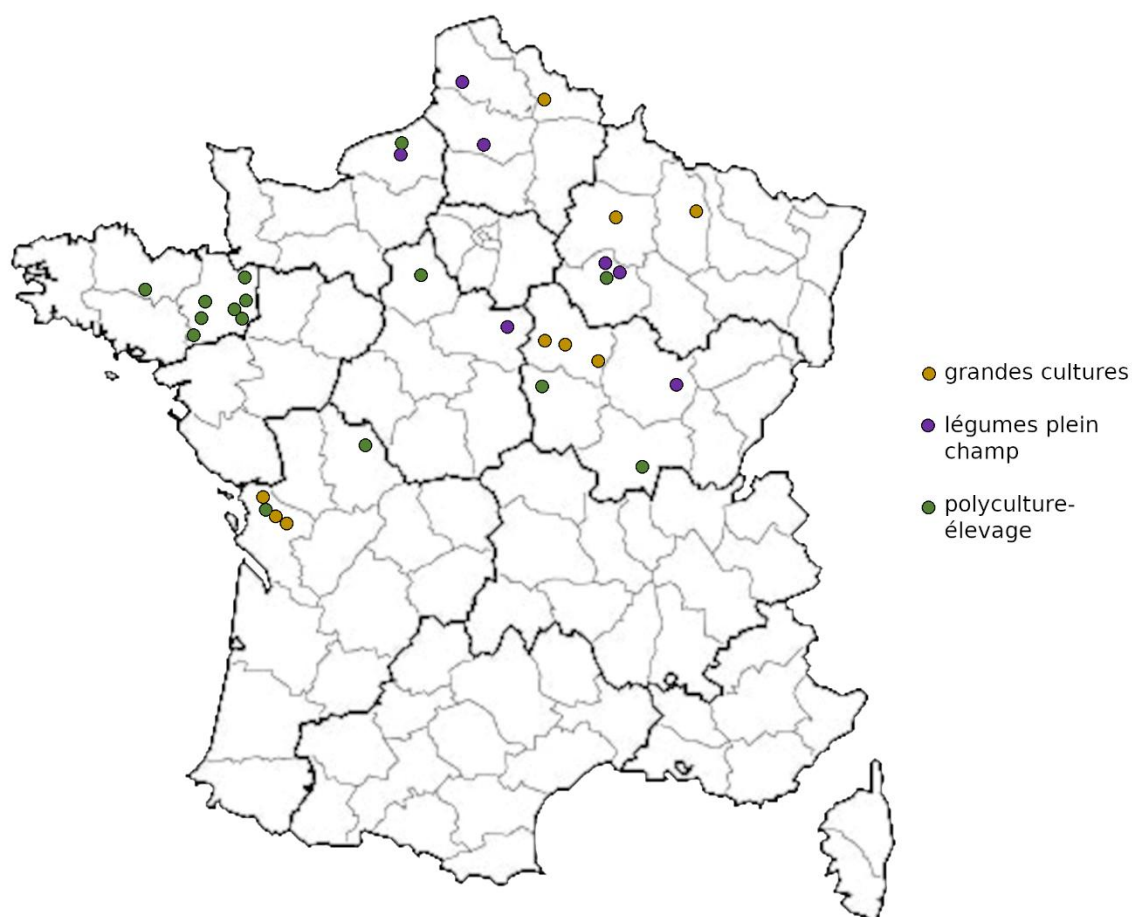 grandes cultures
légumes plein
champ
polyculture-
élevage